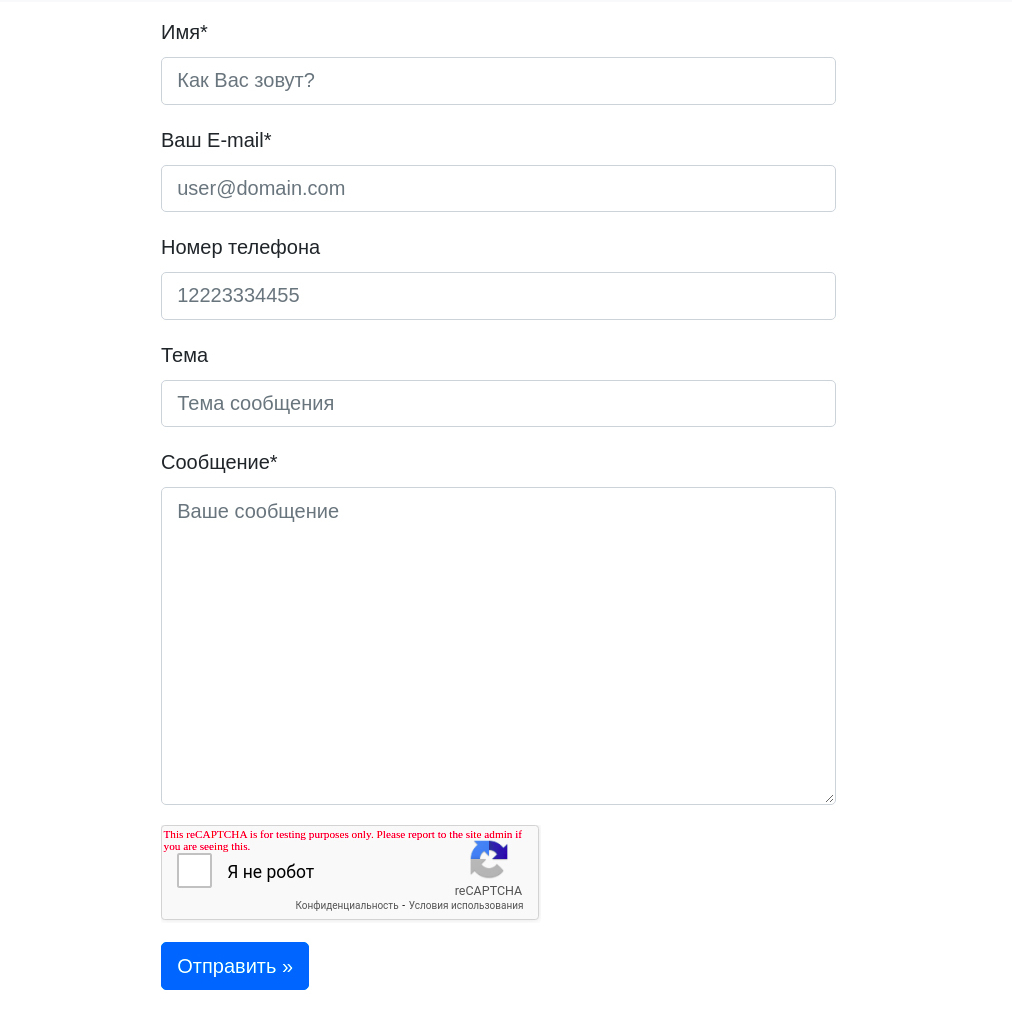 Имя*
Как Вас зовут?
Ваш E-mail*
user@domain.com
Номер телефона
12223334455
Тема
Тема сообщения
Сообщение*
Ваше сообщение
This reCAPTCHA is for testing purposes only. Please report to the site admin if
you are seeing this.
Я не робот
reCAPTCHA
Конфиденциальность - Условия использования
Отправить »